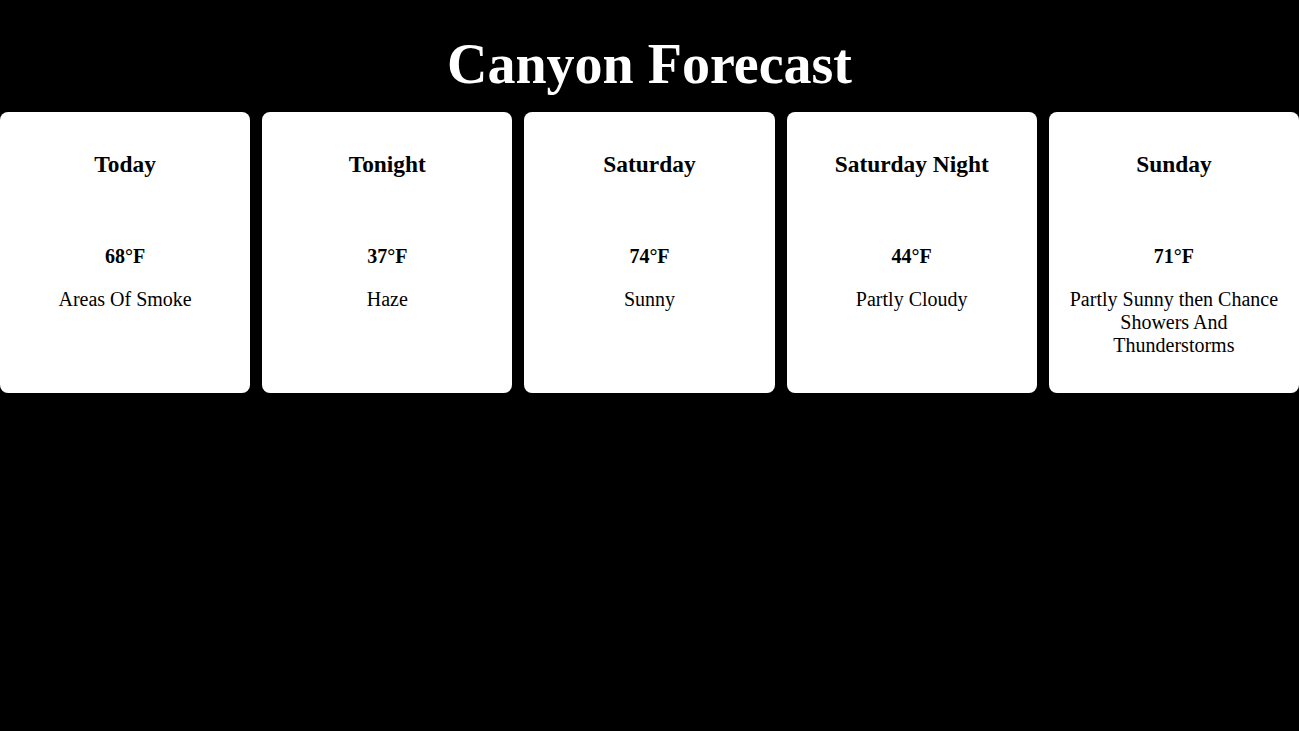 Canyon Forecast
Today
68°F
Areas Of Smoke
Tonight
37°F
Haze
Saturday
74°F
Sunny
Saturday Night
44°F
Partly Cloudy
Sunday
71°F
Partly Sunny then Chance
Showers And
Thunderstorms